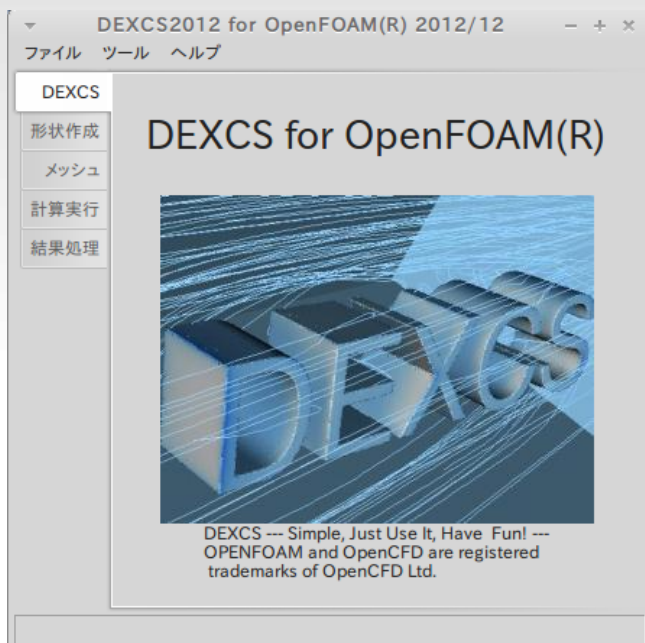 DEXCS2012 for OpenFOAM(R) 2012/12
ファイル ツール ヘルプ
DEXCS
形状作成
メッシュ
計算実行
結果処理
DEXCS for OpenFOAM(R)
DEXCS
DEXCS --- Simple, Just Use It, Have Fun! ---
OPENFOAM and OpenCFD are registered
trademarks of OpenCFD Ltd.